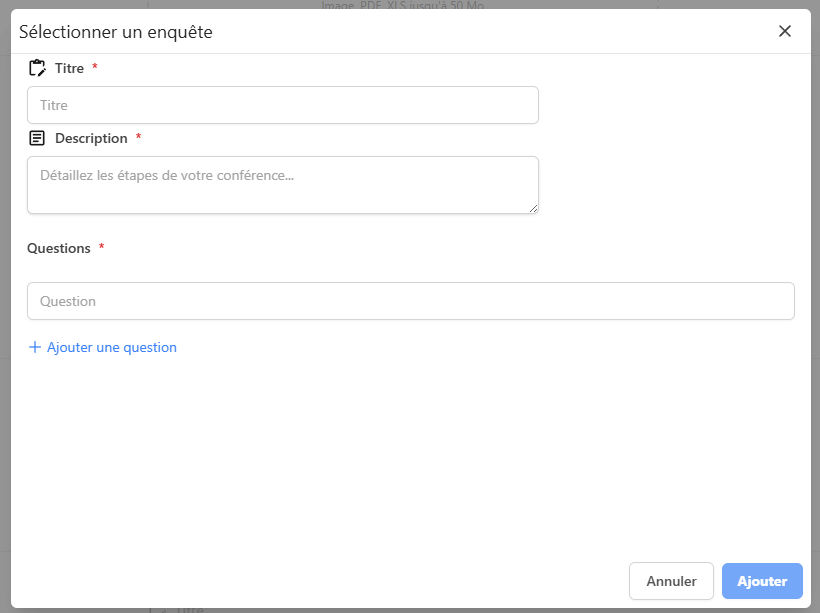 Image, PDF, XLS jusqu'à 50 Mo
Sélectionner un enquête
Titre *
Titre
Description *
Détaillez les étapes de votre conférence...
Questions *
Question
+ Ajouter une question
Annuler
Ajouter
Titre